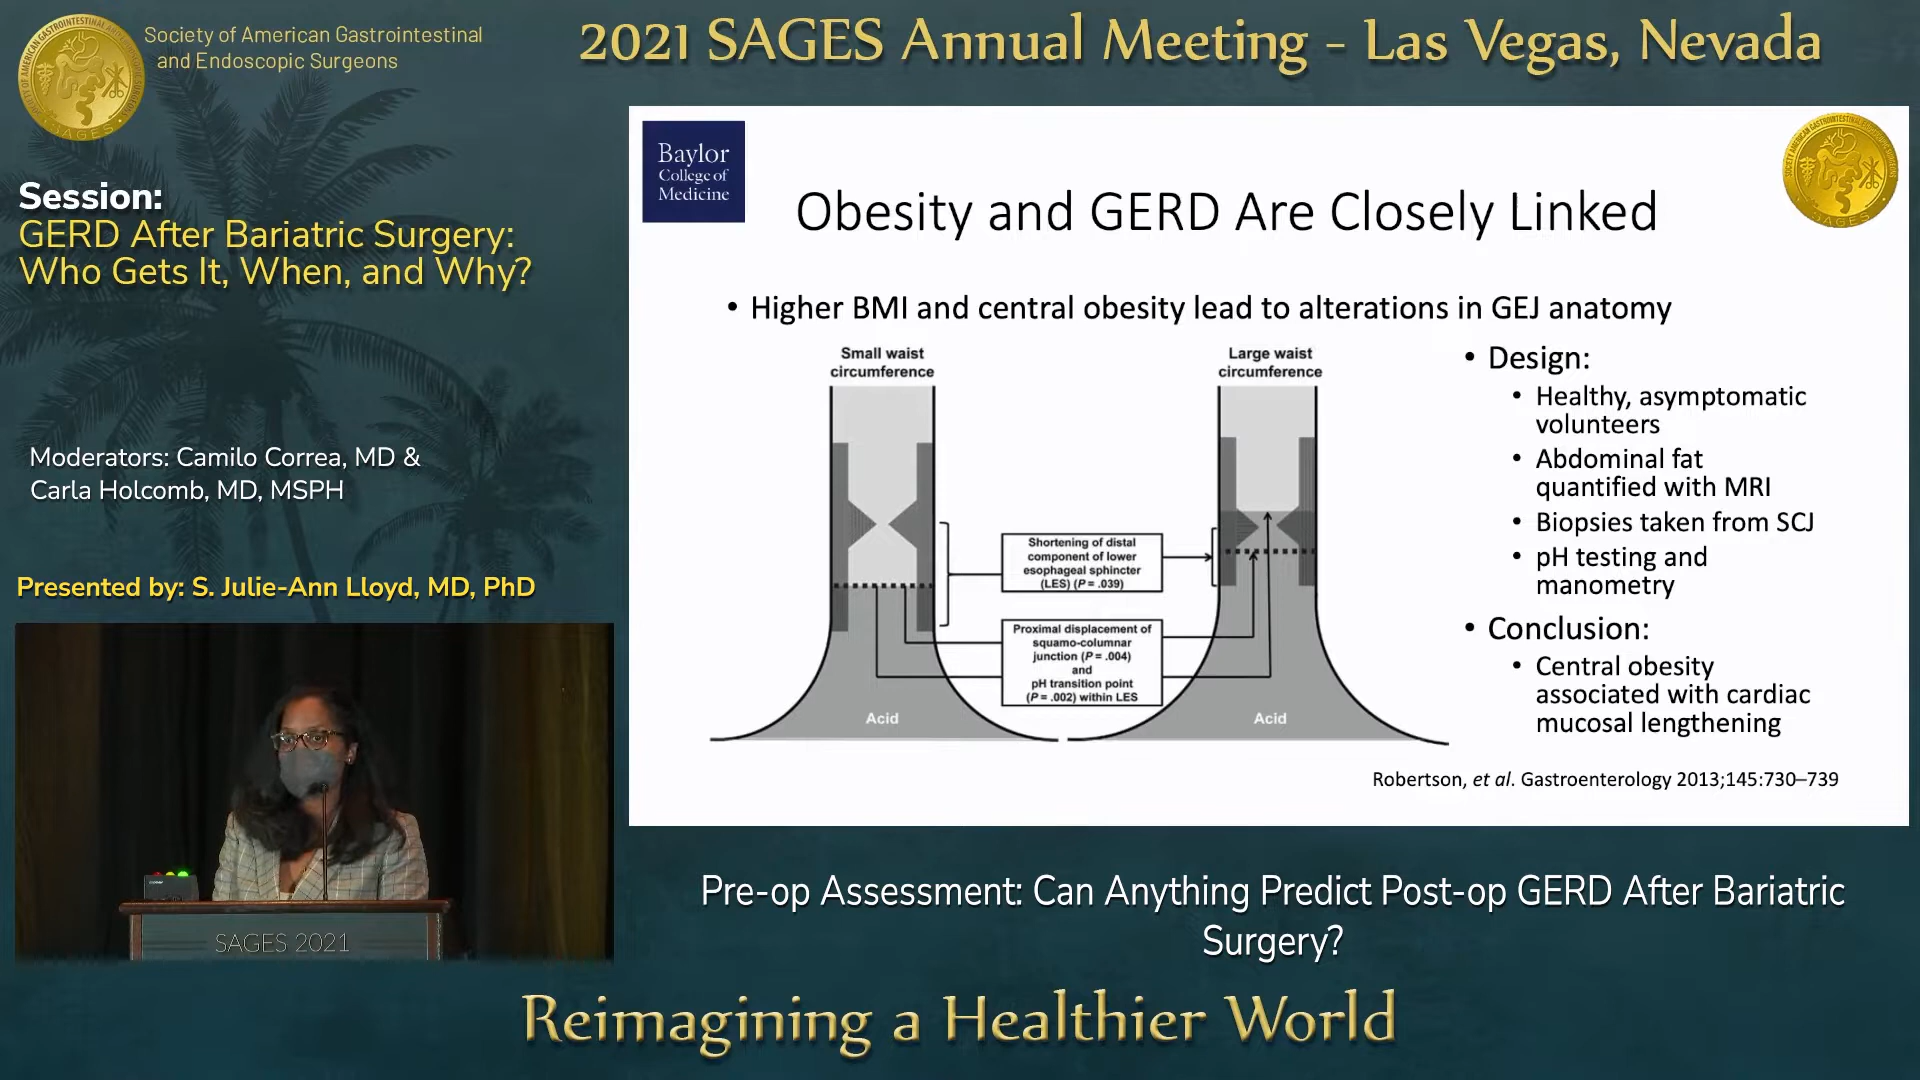 Society of American Gastrointestinal
and Endoscopic Surgeons
2021 SAGES Annual Meeting - Las Vegas, Nevada
Session:
GERD After Bariatric Surgery:
Who Gets It, When, and Why?
Moderators: Camilo Correa, MD &
Carla Holcomb, MD, MSPH
Presented by: S. Julie-Ann Lloyd, MD, PhD
SAGES 2021
Baylor
College of
Medicine
Obesity and GERD Are Closely Linked
• Higher BMI and central obesity lead to alterations in GEJ anatomy
Small waist
circumference
Large waist
circumference
Shortening of distal
component of lower
esophageal sphincter
(LES) (P = .039)
Proximal displacement of
squamo-columnar
junction (P = .004)
and
pH transition point
(P = .002) within LES
Acid
Acid
• Design:
• Healthy, asymptomatic
volunteers
• Abdominal fat
quantified with MRI
• Biopsies taken from SCJ
• pH testing and
manometry
• Conclusion:
• Central obesity
associated with cardiac
mucosal lengthening
Robertson, et al. Gastroenterology 2013;145:730–739
Pre-op Assessment: Can Anything Predict Post-op GERD After Bariatric
Surgery?
Reimagining a Healthier World